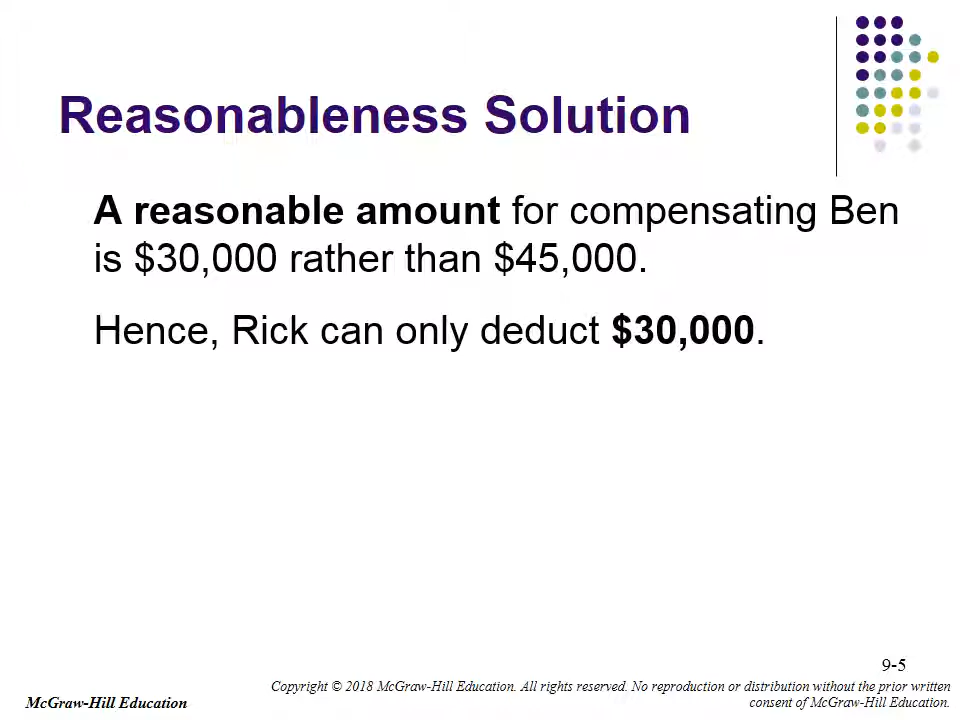 Reasonableness Solution
A reasonable amount for compensating Ben
is $30,000 rather than $45,000.
Hence, Rick can only deduct $30,000.
9-5
Copyright © 2018 McGraw-Hill Education. All rights reserved. No reproduction or distribution without the prior written
McGraw-Hill Education
consent of McGraw-Hill Education.